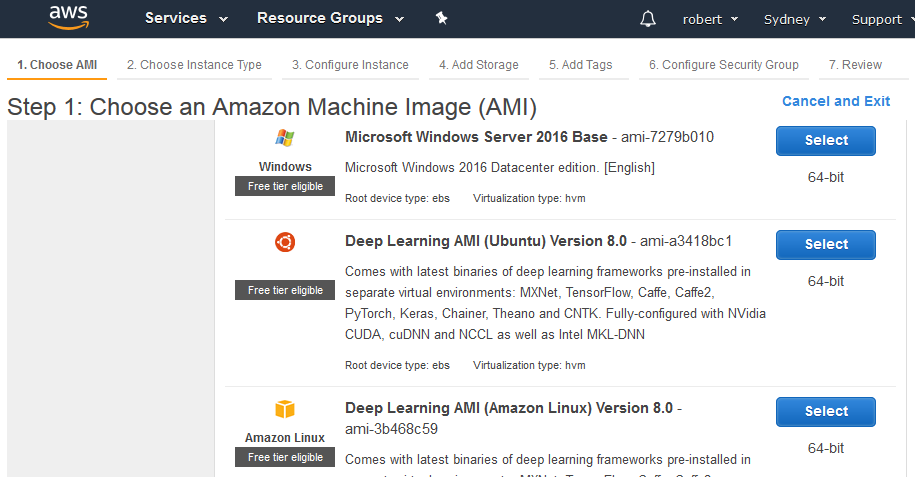 aws Services Resource Groups robert Sydney Support
1. Choose AMI 2. Choose Instance Type 3. Configure Instance 4. Add Storage 5. Add Tags 6. Configure Security Group 7. Review
Step 1: Choose an Amazon Machine Image (AMI) Cancel and Exit
Windows
Free tier eligible
Microsoft Windows Server 2016 Base - ami-7279b010
Microsoft Windows 2016 Datacenter edition. [English]
Root device type: ebs Virtualization type: hvm
Select
64-bit
Free tier eligible
Deep Learning AMI (Ubuntu) Version 8.0 - ami-a3418bc1
Comes with latest binaries of deep learning frameworks pre-installed in
separate virtual environments: MXNet, TensorFlow, Caffe, Caffe2,
PyTorch, Keras, Chainer, Theano and CNTK. Fully-configured with NVidia
CUDA, cuDNN and NCCL as well as Intel MKL-DNN
Root device type: ebs Virtualization type: hvm
Select
64-bit
Amazon Linux
Free tier eligible
Deep Learning AMI (Amazon Linux) Version 8.0 -
ami-3b468c59
Comes with latest binaries of deep learning frameworks pre-installed in
Select
64-bit